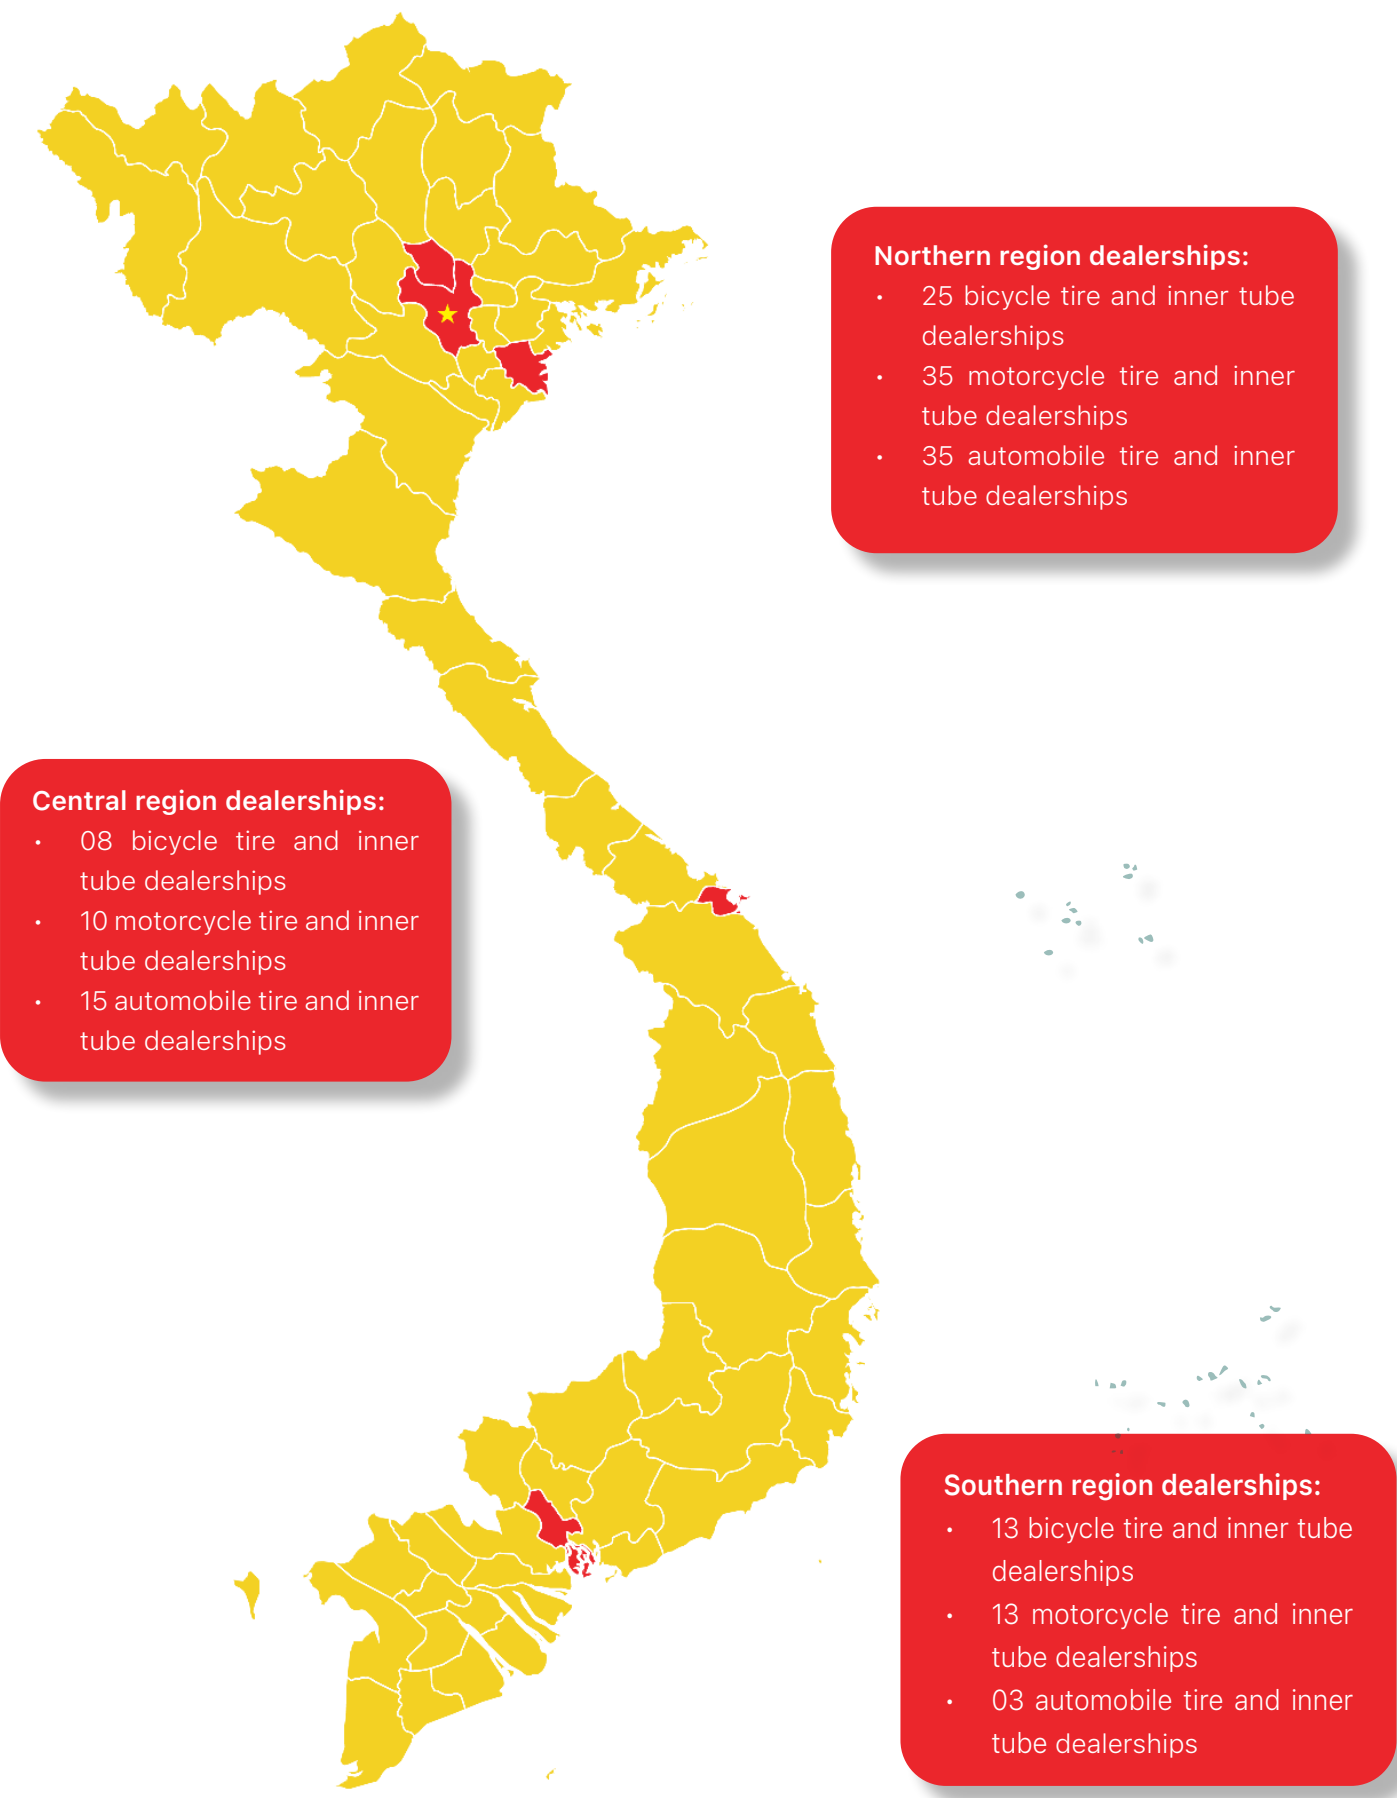 Northern region dealerships:
• 25 bicycle tire and inner tube
dealerships
• 35 motorcycle tire and inner
tube dealerships
• 35 automobile tire and inner
tube dealerships
Central region dealerships:
• 08 bicycle tire and inner
tube dealerships
• 10 motorcycle tire and inner
tube dealerships
• 15 automobile tire and inner
tube dealerships
Southern region dealerships:
• 13 bicycle tire and inner tube
dealerships
• 13 motorcycle tire and inner
tube dealerships
• 03 automobile tire and inner
tube dealerships